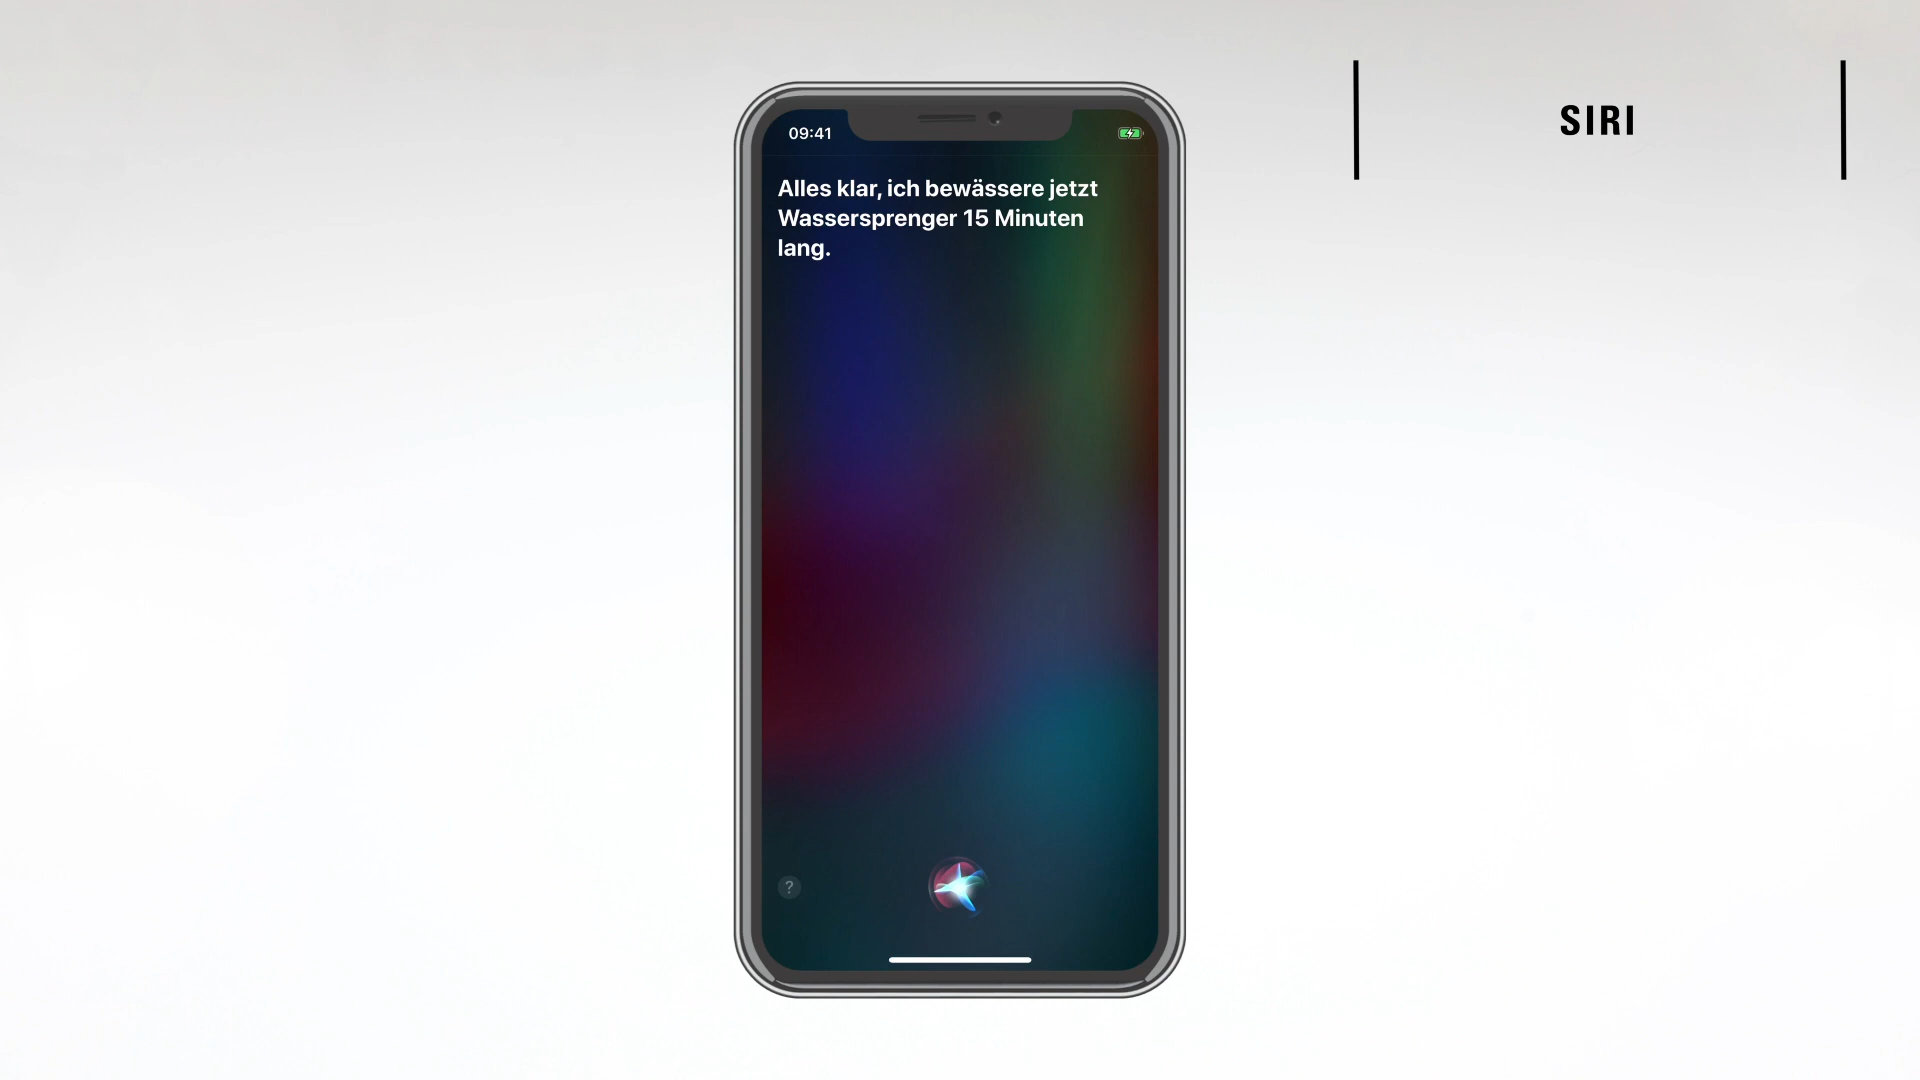 SIRI
09:41
Alles klar, ich bewässere jetzt
Wassersprenger 15 Minuten
lang.
?